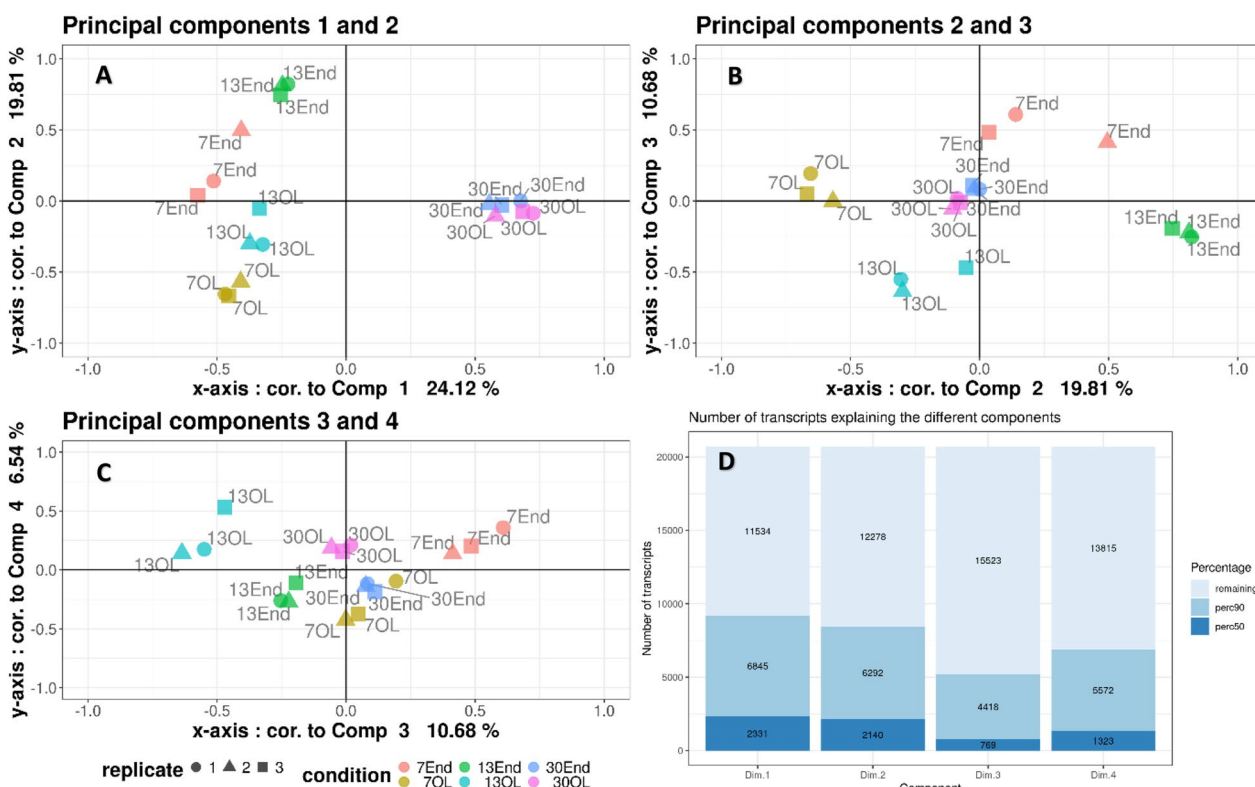 Principal components 1 and 2
A
y-axis : cor. to Comp 2 19.81 %
1.0
0.5
0.0
-0.5
-1.0
13End
13End
13End
7End
7End
7End
13OL
13OL
13OL
7OL
7OL
7OL
30End
30End
30End
30OL
30OL
30OL
-1.0 -0.5 0.0 0.5 1.0
x-axis : cor. to Comp 1 24.12 %
Principal components 2 and 3
B
y-axis : cor. to Comp 3 10.68 %
1.0
0.5
0.0
-0.5
-1.0
7End
7End
7End
7OL
7OL
7OL
30End
30End
30End
30OL
30OL
30OL
13End
13End
13End
13OL
13OL
13OL
-1.0 -0.5 0.0 0.5 1.0
x-axis : cor. to Comp 2 19.81 %
Principal components 3 and 4
C
y-axis : cor. to Comp 4 6.54 %
1.0
0.5
0.0
-0.5
-1.0
13OL
13OL
13OL
30OL
30OL
30OL
7End
7End
7End
13End
13End
13End
30End
30End
30End
7OL
7OL
7OL
-1.0 -0.5 0.0 0.5 1.0
x-axis : cor. to Comp 3 10.68 %
replicate 1 2 3
condition 7End 13End 30End
7OL 13OL 30OL
Number of transcripts explaining the different components
D
Number of transcripts
20000
15000
10000
5000
0
11534 12278 15523 13815
6845 6292 4418 5572
2331 2140 769 1323
Dim.1 Dim.2 Dim.3 Dim.4
Component
Percentage
remaining
perc90
perc50